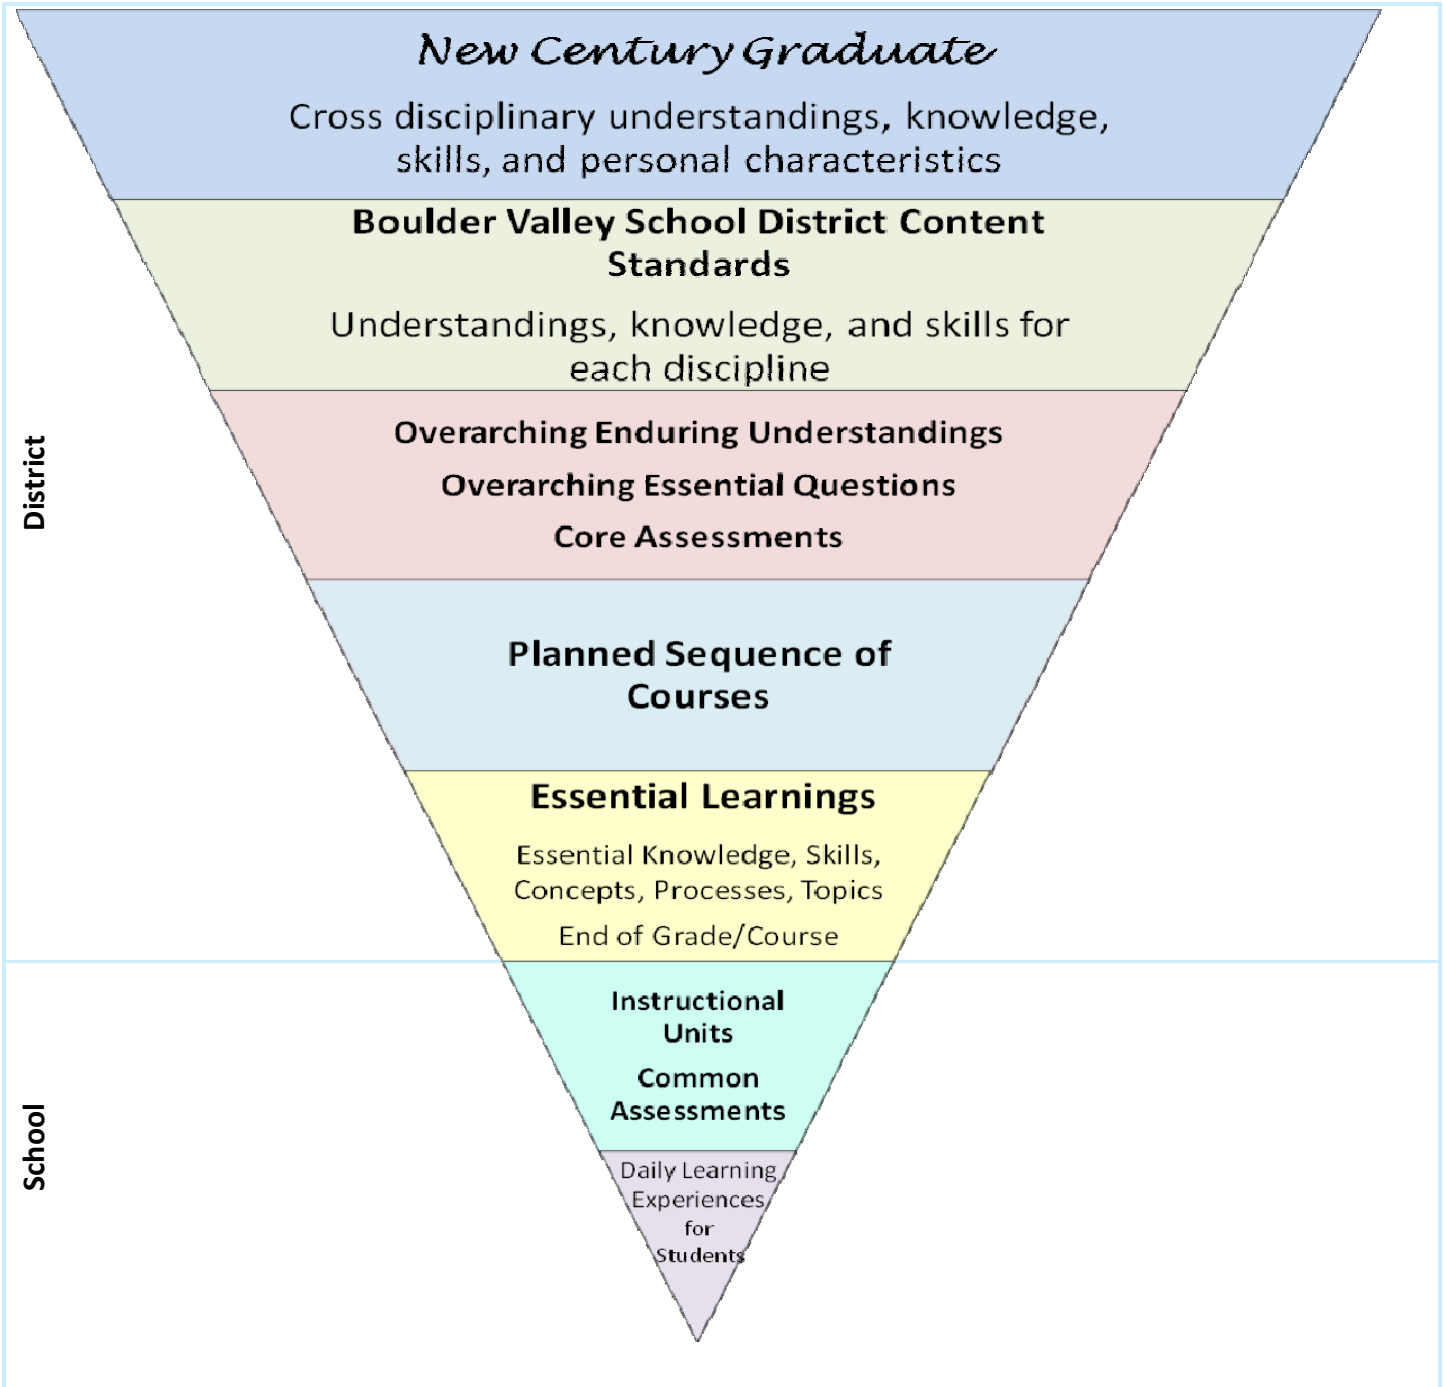 New Century Graduate
Cross disciplinary understandings, knowledge,
skills, and personal characteristics
Boulder Valley School District Content
Standards
Understandings, knowledge, and skills for
each discipline
Overarching Enduring Understandings
Overarching Essential Questions
Core Assessments
District
Planned Sequence of
Courses
Essential Learnings
Essential Knowledge, Skills,
Concepts, Processes, Topics
End of Grade/Course
Instructional
Units
Common
Assessments
School
Daily Learning
Experiences
for
Students